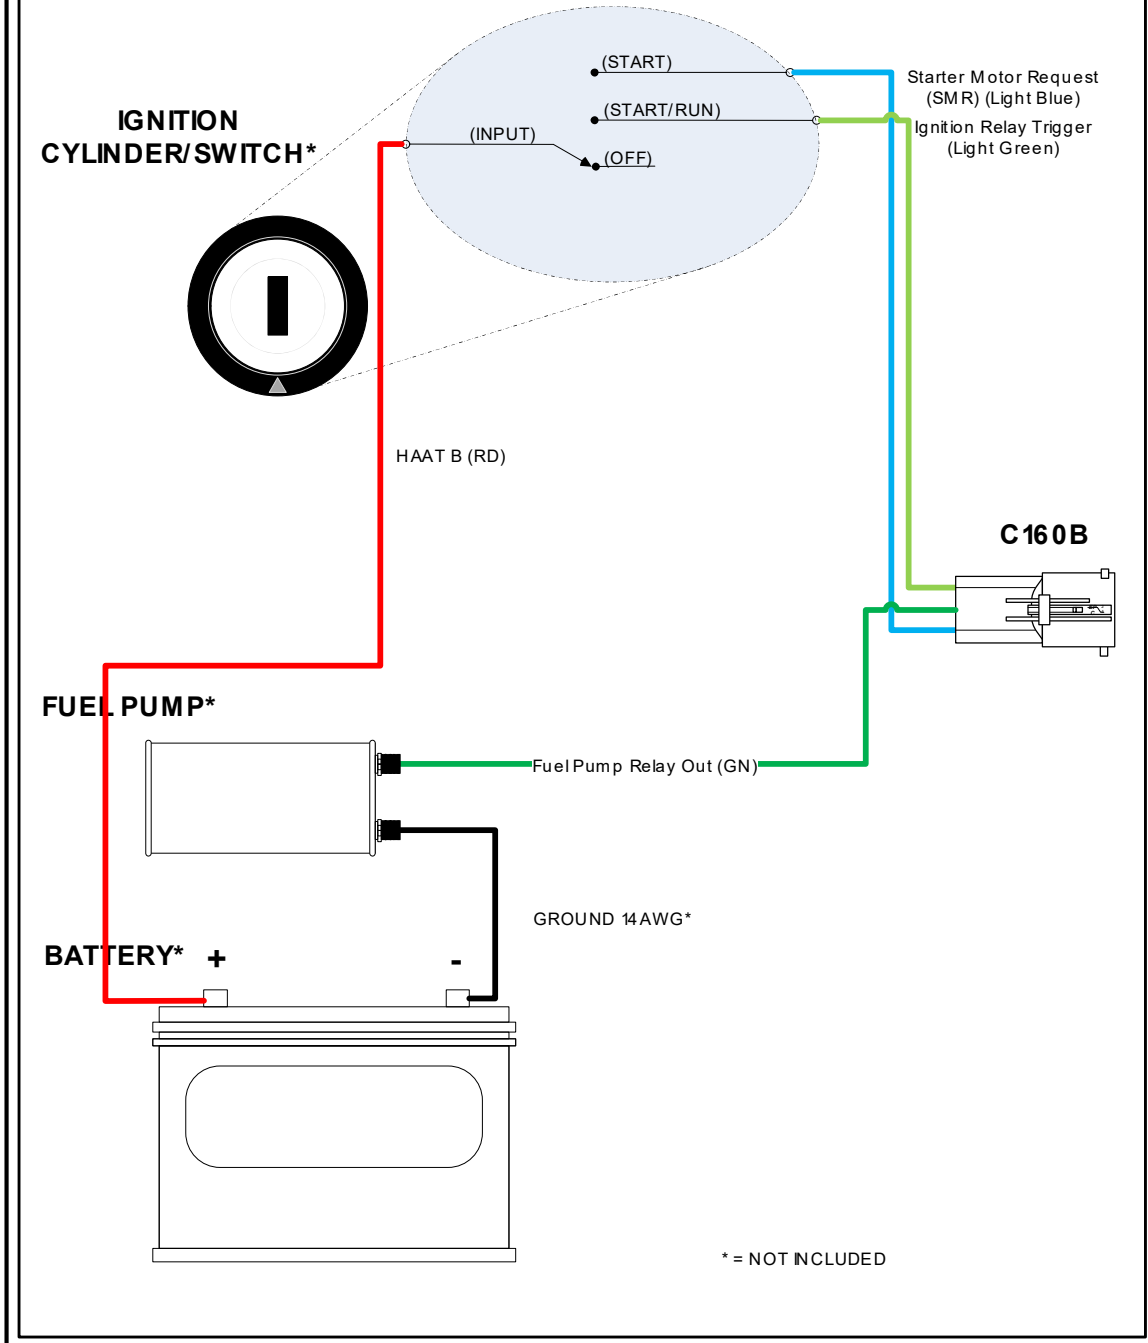 (START)
Starter Motor Request
(SMR) (Light Blue)
IGNITION
CYLINDER/SWITCH*
(START/RUN)
Ignition Relay Trigger
(Light Green)
(INPUT)
(OFF)
HAAT B (RD)
C160B
FUEL PUMP*
Fuel Pump Relay Out (GN)
GROUND 14AWG*
BATTERY* + -
* = NOT INCLUDED